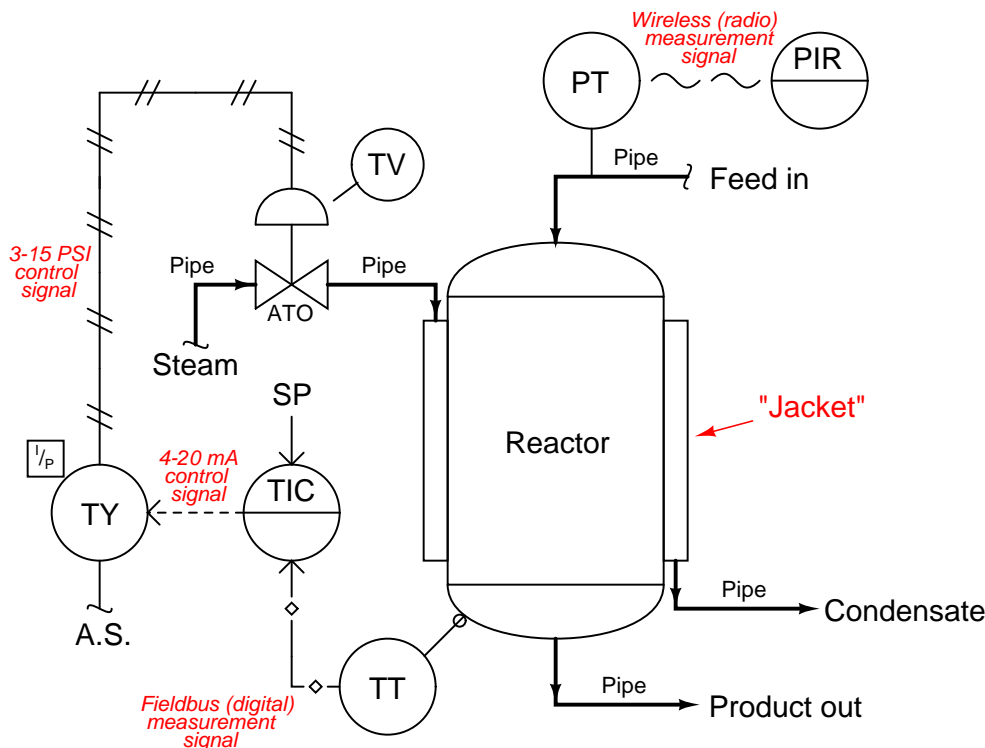 Wireless (radio)
measurement
signal
PT
PIR
Pipe
Feed in
TV
3-15 PSI
control
signal
Pipe
Pipe
ATO
Steam
SP
"Jacket"
Reactor
I/P
4-20 mA
control
signal
TIC
TY
A.S.
Pipe
Condensate
TT
Fieldbus (digital)
measurement
signal
Pipe
Product out